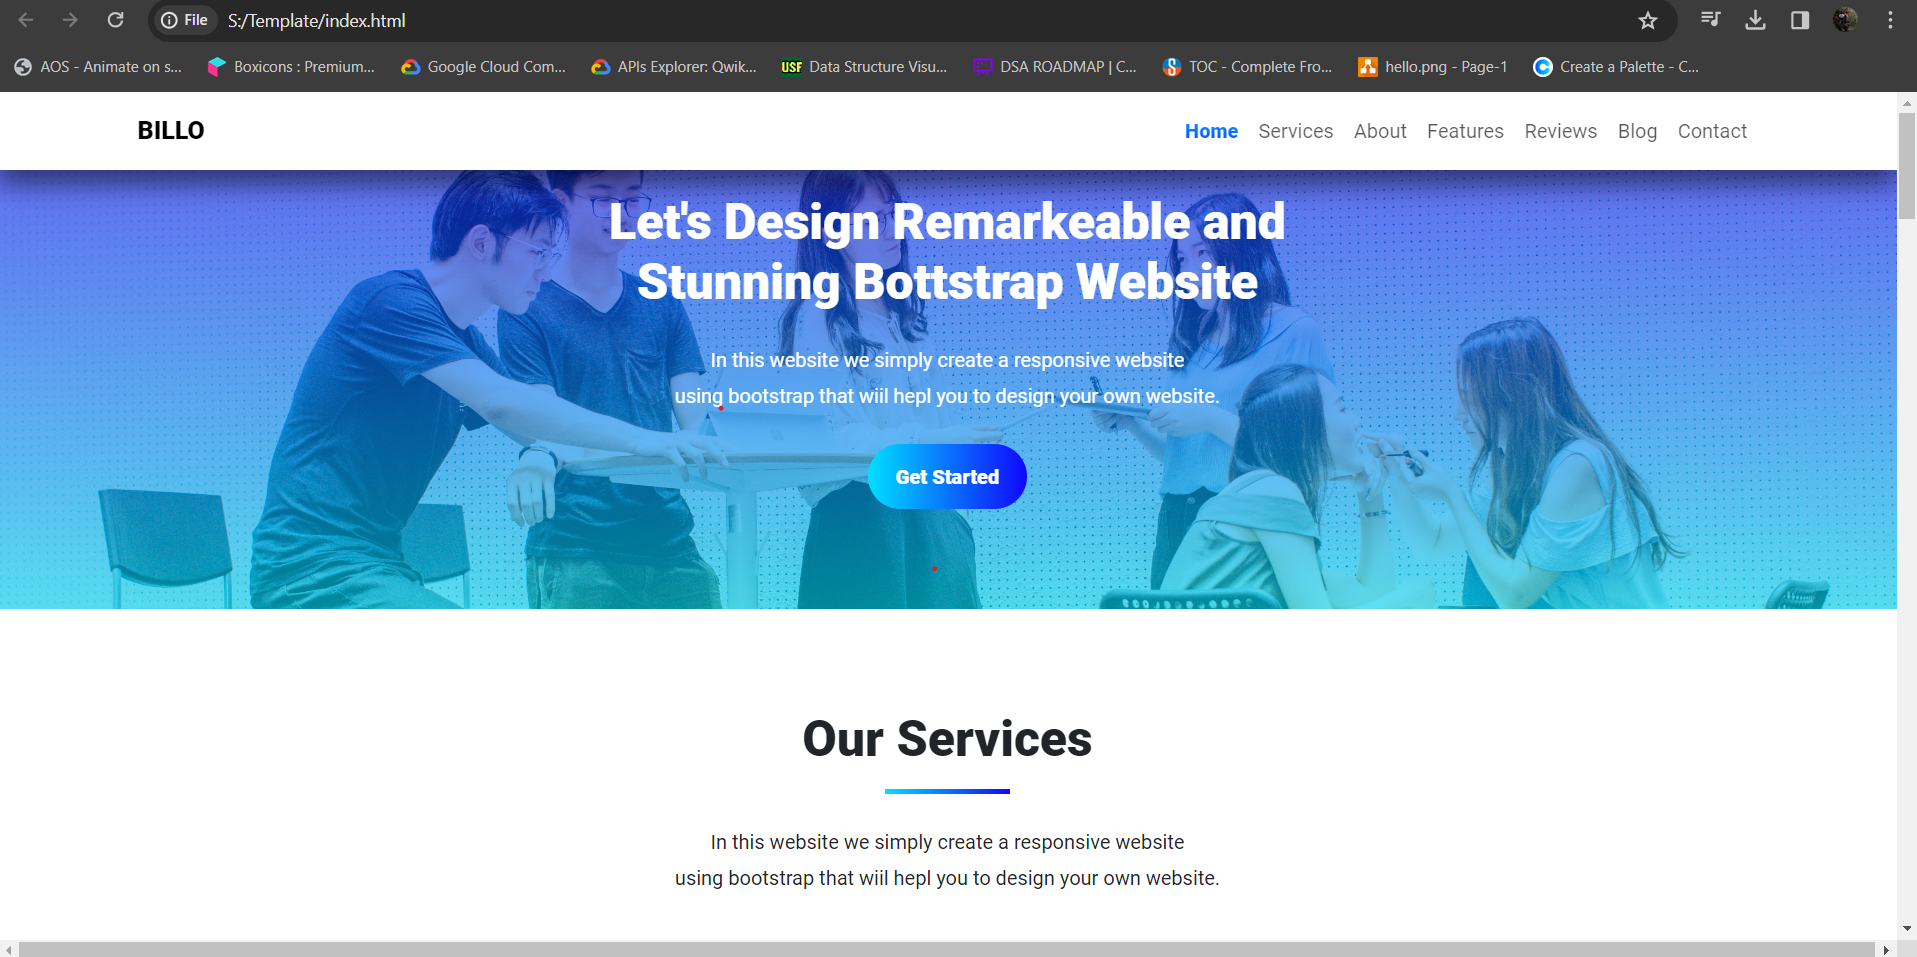 File S:/Template/index.html
AOS - Animate on s... Boxicons : Premium... Google Cloud Com... APIs Explorer: Qwik... USF Data Structure Visu... DSA ROADMAP | C... TOC - Complete Fro... hello.png - Page-1 Create a Palette - C...
BILLO Home Services About Features Reviews Blog Contact
Let's Design Remarkeable and
Stunning Bottstrap Website
In this website we simply create a responsive website
using bootstrap that wiil hepl you to design your own website.
Get Started
Our Services
In this website we simply create a responsive website
using bootstrap that wiil hepl you to design your own website.